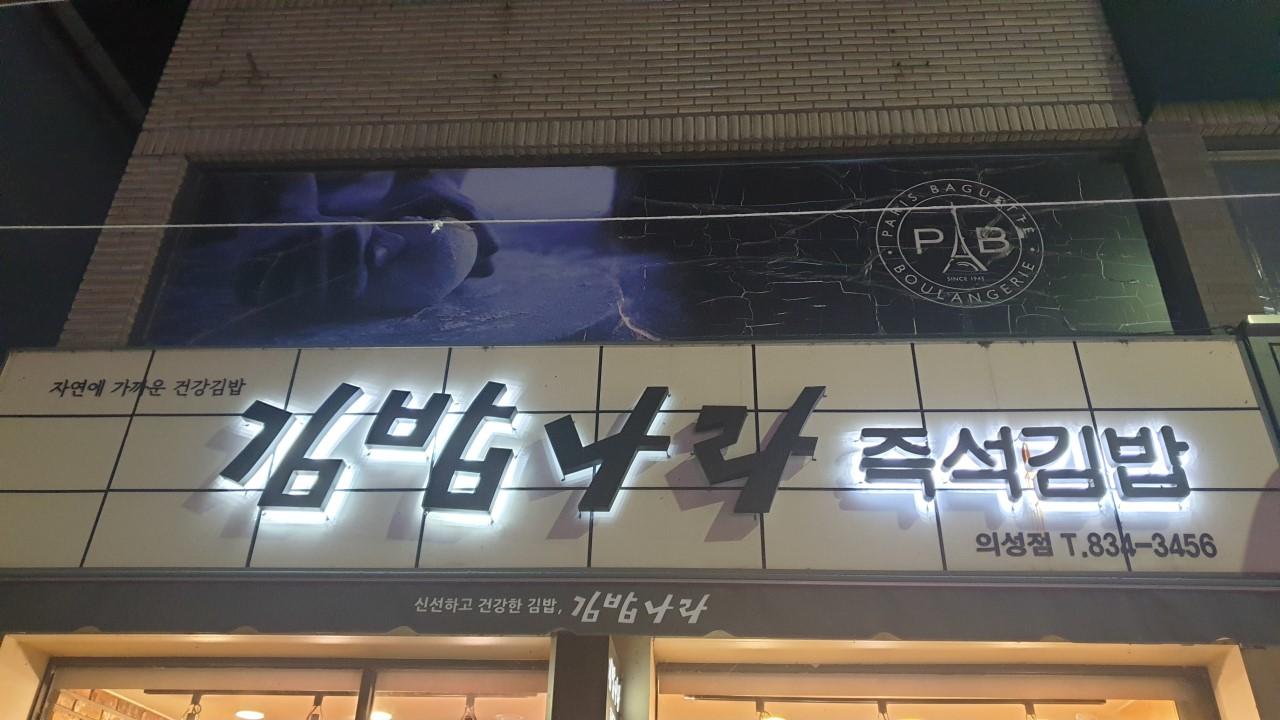 PARIS BAGUETTE
PB
SINCE 1945
BOULANGERIE
자연에 가까운 건강김밥
김밥나라 즉석김밥
의성점 T.834-3456
신선하고 건강한 김밥, 김밥나라